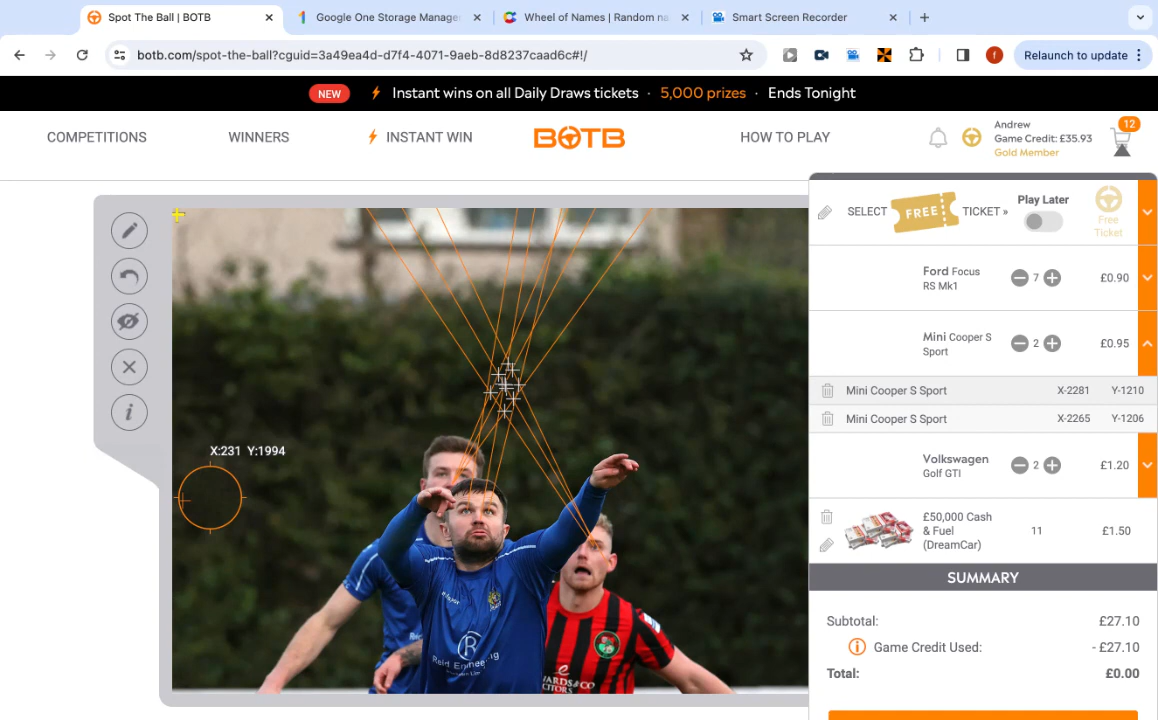 Spot The Ball | BOTB
Google One Storage Manage
Wheel of Names | Random na
Smart Screen Recorder
botb.com/spot-the-ball?cguid=3a49ea4d-d7f4-4071-9aeb-8d8237caad6c#!/
f
Relaunch to update
NEW Instant wins on all Daily Draws tickets · 5,000 prizes · Ends Tonight
COMPETITIONS
WINNERS
INSTANT WIN
BOTB
HOW TO PLAY
Andrew
Game Credit: £35.93
Gold Member
12
SELECT FREE TICKET »
Play Later
Free
Ticket
Ford Focus
RS Mk1
7
£0.90
Mini Cooper S
Sport
2
£0.95
Mini Cooper S Sport X-2281 Y-1210
Mini Cooper S Sport X-2265 Y-1206
Volkswagen
Golf GTI
2
£1.20
£50,000 Cash
& Fuel
(DreamCar)
11
£1.50
SUMMARY
Subtotal: £27.10
i Game Credit Used: - £27.10
Total: £0.00
i
X:231 Y:1994
R